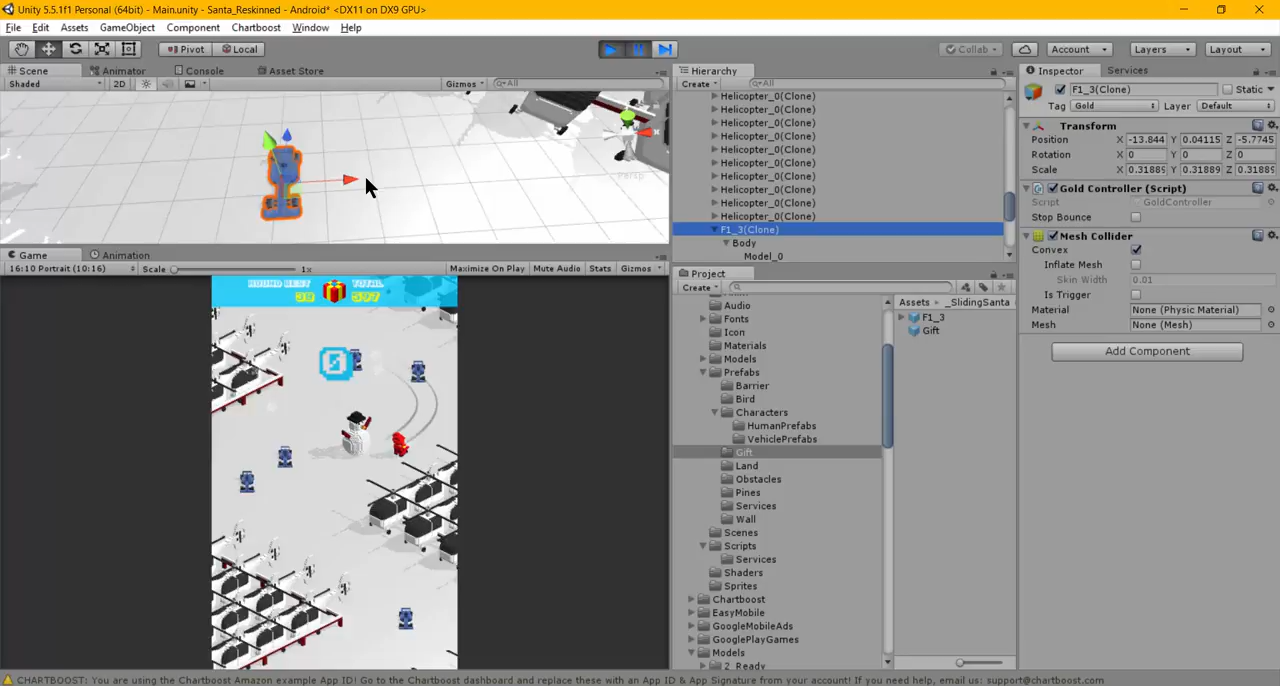 Unity 5.5.1f1 Personal (64bit) - Main.unity - Santa_Reskinned - Android* <DX11 on DX9 GPU>
File Edit Assets GameObject Component Chartboost Window Help
Pivot Local Collab Account Layers Layout
Scene Animator Console Asset Store
Shaded 2D Gizmos All
Persp
Game Animation
16:10 Portrait (10:16) Scale 1x Maximize On Play Mute Audio Stats Gizmos
ROUND BEST TOTAL
38 597
0
Hierarchy
Create All
Helicopter_0(Clone)
Helicopter_0(Clone)
Helicopter_0(Clone)
Helicopter_0(Clone)
Helicopter_0(Clone)
Helicopter_0(Clone)
Helicopter_0(Clone)
Helicopter_0(Clone)
Helicopter_0(Clone)
Helicopter_0(Clone)
F1_3(Clone)
Body
Model_0
Project
Create
Audio
Fonts
Icon
Materials
Models
Prefabs
Barrier
Bird
Characters
HumanPrefabs
VehiclePrefabs
Gift
Land
Obstacles
Pines
Services
Wall
Scenes
Scripts
Services
Shaders
Sprites
Chartboost
EasyMobile
GoogleMobileAds
GooglePlayGames
Models
2_Ready
Assets ▸ _SlidingSanta
F1_3
Gift
Inspector Services
F1_3(Clone) Static
Tag Gold Layer Default
Transform
Position X -13.844 Y 0.04115 Z -5.7745
Rotation X 0 Y 0 Z 0
Scale X 0.31889 Y 0.31889 Z 0.31889
Gold Controller (Script)
Script GoldController
Stop Bounce
Mesh Collider
Convex
Inflate Mesh
Skin Width 0.01
Is Trigger
Material None (Physic Material)
Mesh None (Mesh)
Add Component
CHARTBOOST: You are using the Chartboost Amazon example App ID! Go to the Chartboost dashboard and replace these with an App ID & App Signature from your account! If you need help, email us: support@chartboost.com